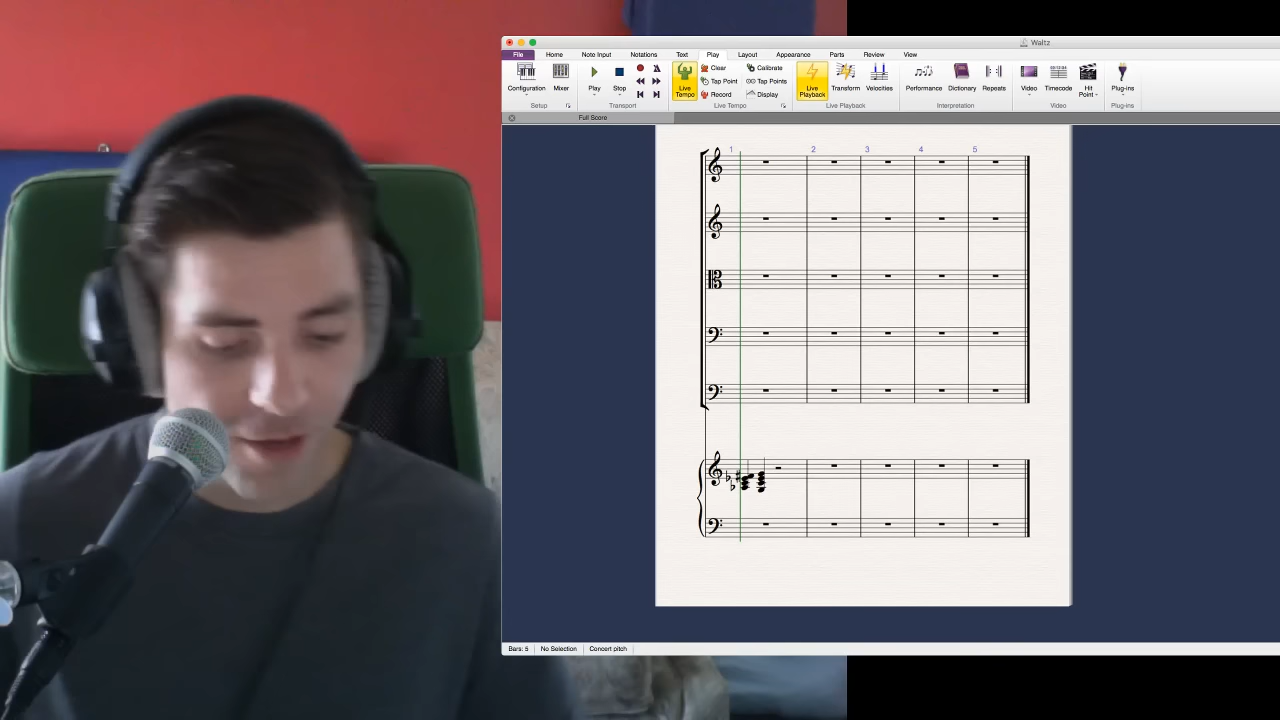 Waltz
File Home Note Input Notations Text Play Layout Appearance Parts Review View
Configuration Mixer Play Stop Live Tempo Clear Tap Point Record Calibrate Tap Points Display Live Playback Transform Velocities Performance Dictionary Repeats Video Timecode Hit Point Plug-ins
Setup Transport Live Tempo Live Playback Interpretation Video Plug-ins
Full Score
1 2 3 4 5
Bars: 5 No Selection Concert pitch